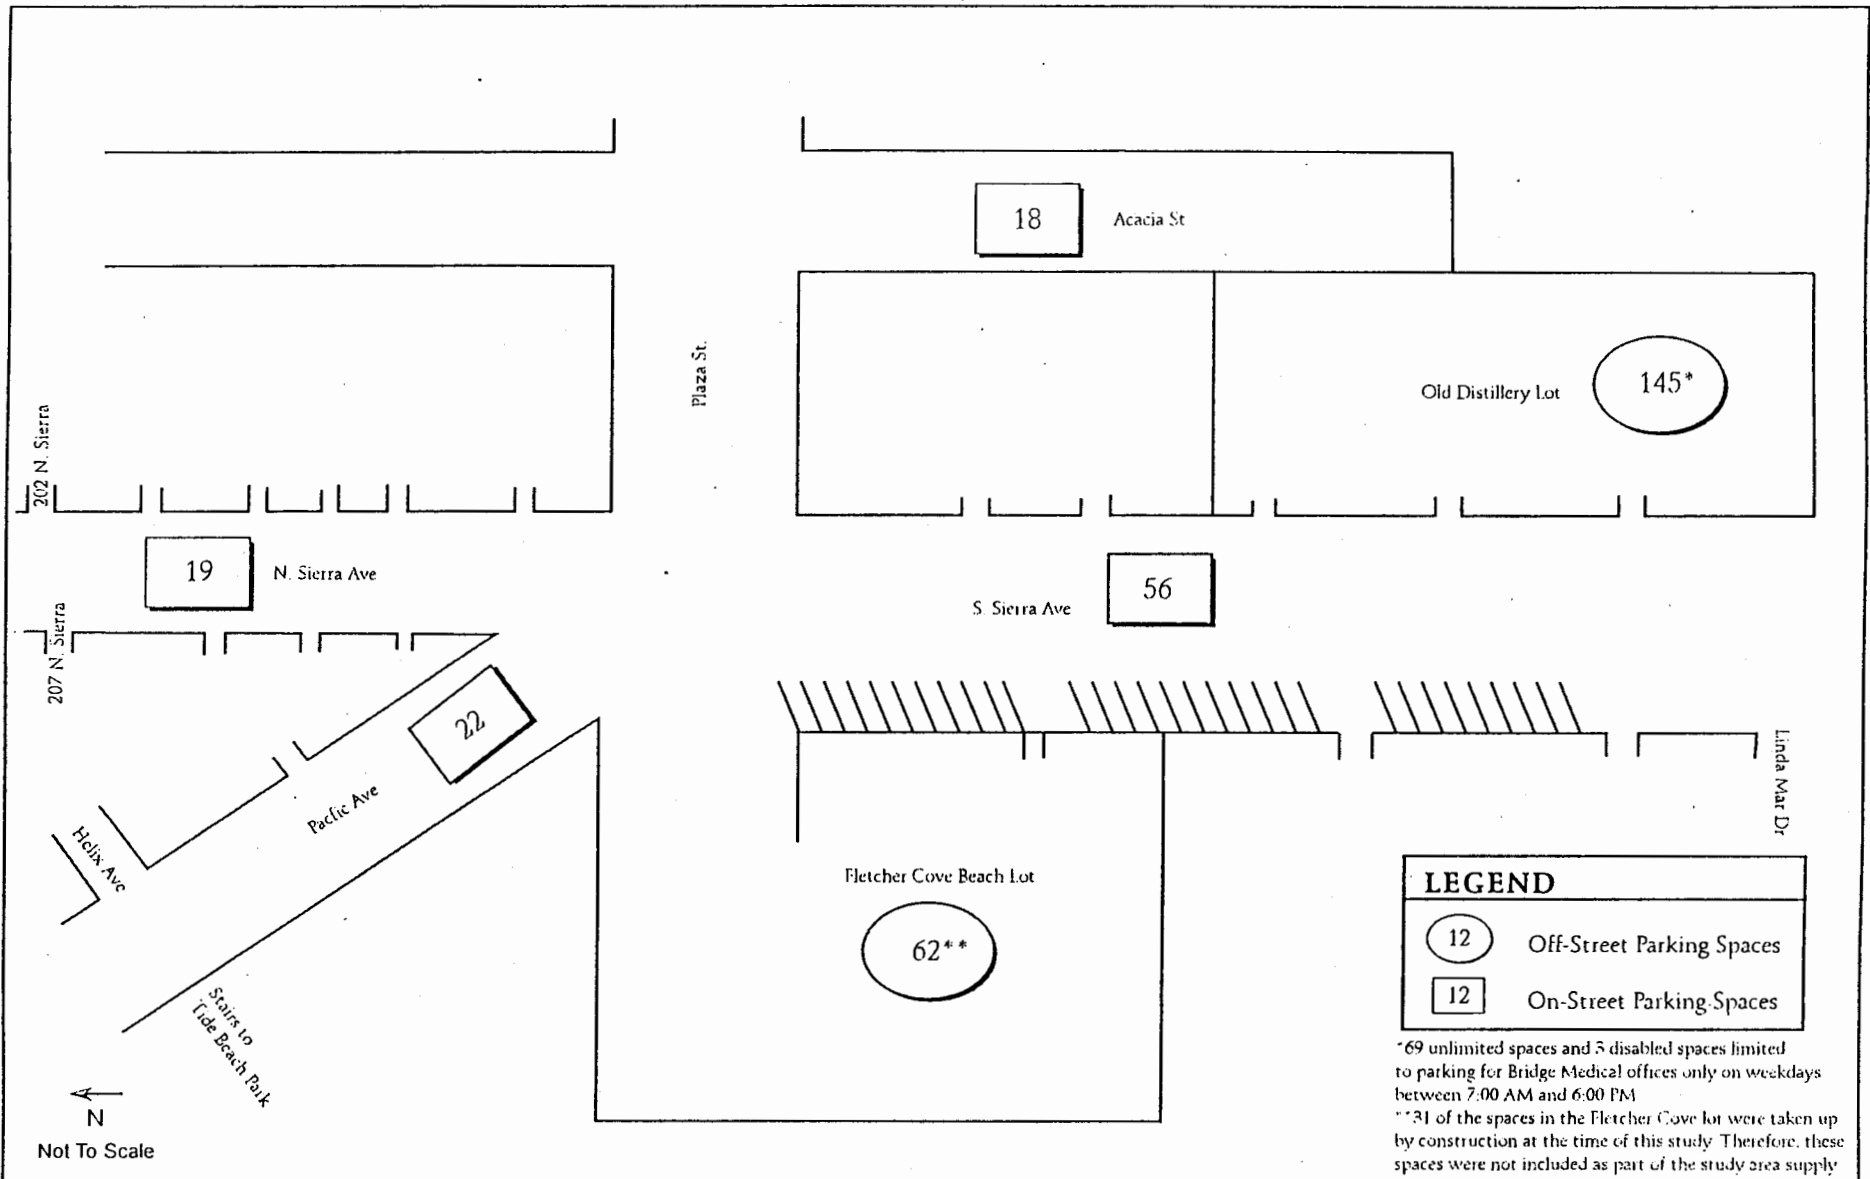 18
Acacia St
Plaza St.
Old Distillery Lot
145*
202 N. Sierra
19
N. Sierra Ave
S. Sierra Ave
56
207 N. Sierra
22
Pacfic Ave
Helix Ave
Linda Mar Dr
Fletcher Cove Beach Lot
62**
Stairs to
Tide Beach Park
N
Not To Scale
LEGEND
12
Off-Street Parking Spaces
12
On-Street Parking Spaces
*69 unlimited spaces and 3 disabled spaces limited
to parking for Bridge Medical offices only on weekdays
between 7:00 AM and 6:00 PM
**31 of the spaces in the Fletcher Cove lot were taken up
by construction at the time of this study. Therefore, these
spaces were not included as part of the study area supply